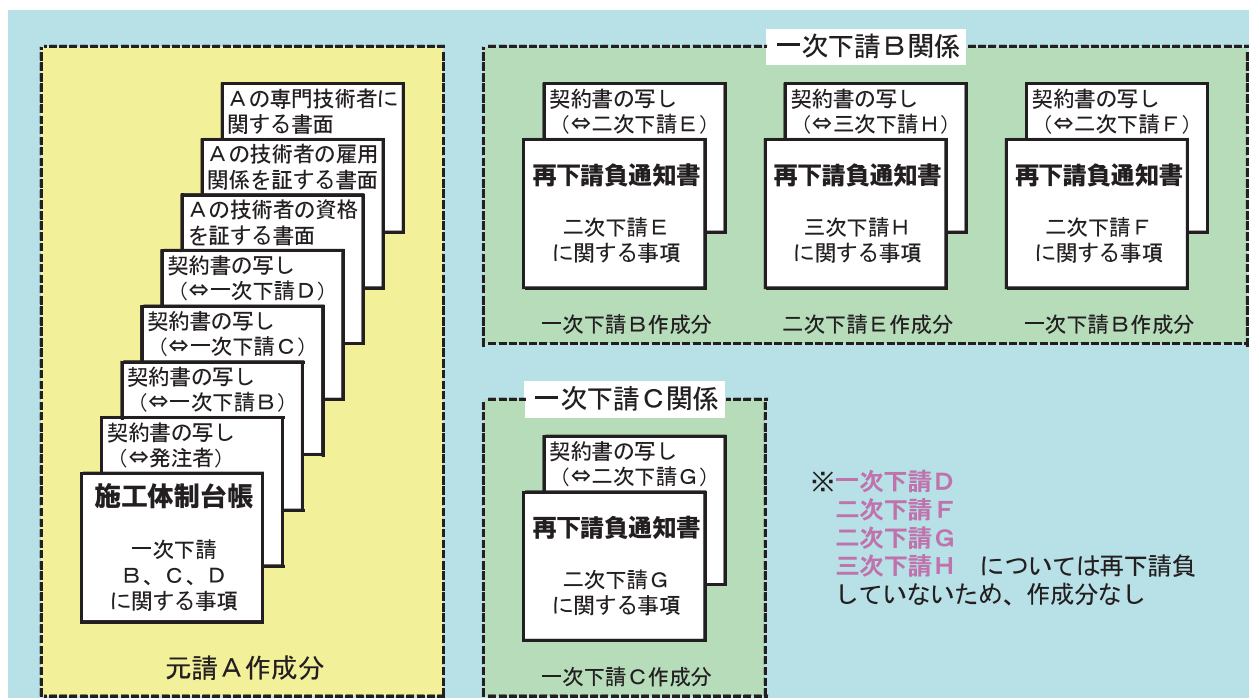 Aの専門技術者に
関する書面
Aの技術者の雇用
関係を証する書面
Aの技術者の資格
を証する書面
契約書の写し
(⇔一次下請D)
契約書の写し
(⇔一次下請C)
契約書の写し
(⇔一次下請B)
契約書の写し
(⇔発注者)
施工体制台帳
一次下請
B、C、D
に関する事項
元請A作成分
一次下請B関係
契約書の写し
(⇔二次下請E)
再下請負通知書
二次下請E
に関する事項
一次下請B作成分
契約書の写し
(⇔三次下請H)
再下請負通知書
三次下請H
に関する事項
二次下請E作成分
契約書の写し
(⇔二次下請F)
再下請負通知書
二次下請F
に関する事項
一次下請B作成分
一次下請C関係
契約書の写し
(⇔二次下請G)
再下請負通知書
二次下請G
に関する事項
一次下請C作成分
※一次下請D
二次下請F
二次下請G
三次下請H については再下請負
していないため、作成分なし